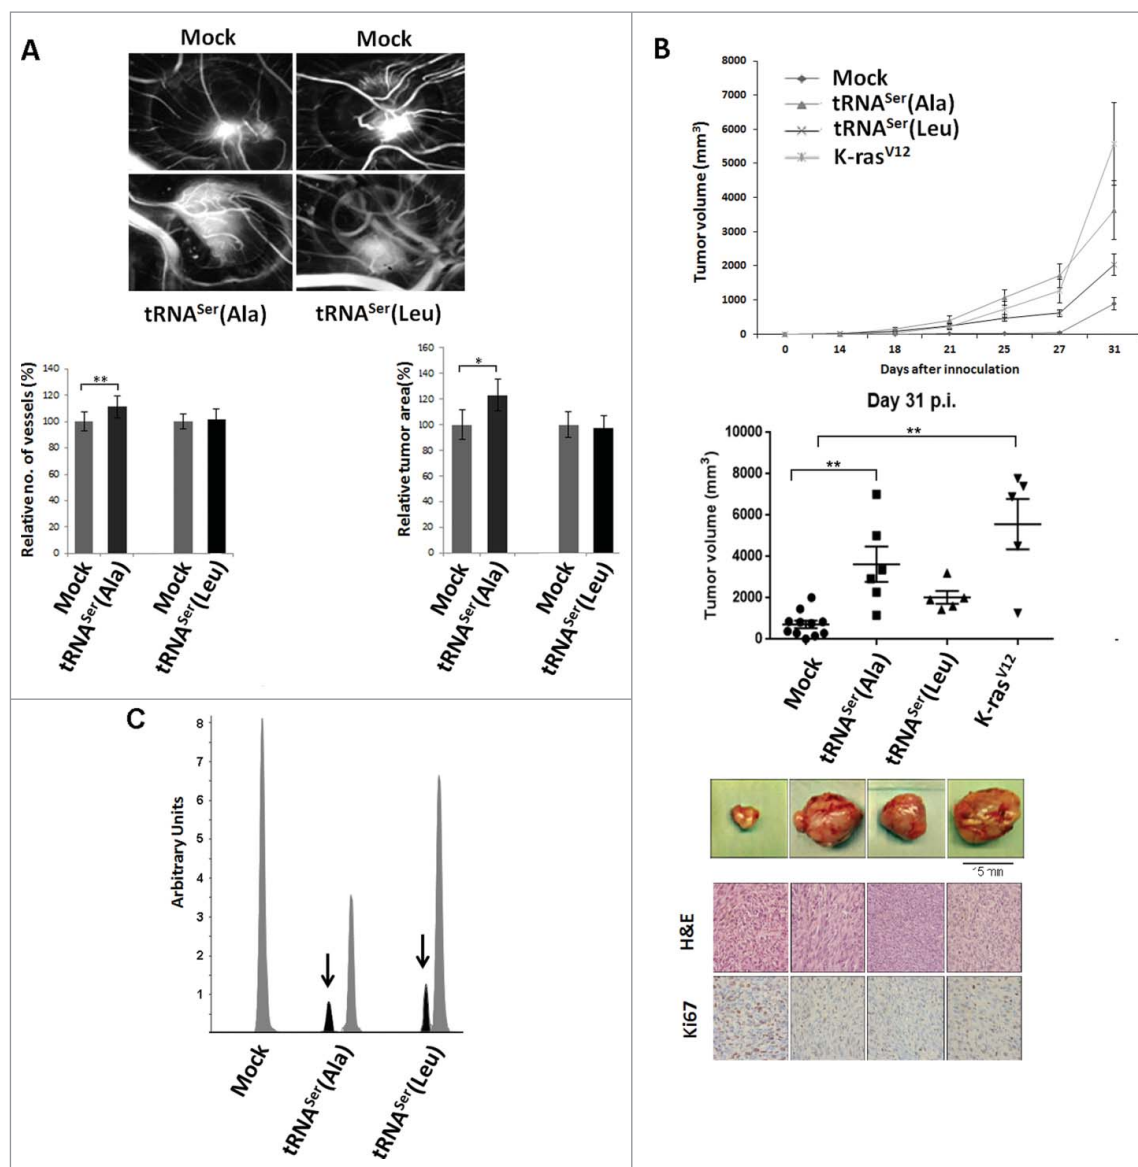 A
Mock
Mock
tRNASer(Ala)
tRNASer(Leu)
Relative no. of vessels (%)
140
120
100
80
60
40
20
0
**
Mock
tRNASer(Ala)
Mock
tRNASer(Leu)
Relative tumor area(%)
160
140
120
100
80
60
40
20
0
*
Mock
tRNASer(Ala)
Mock
tRNASer(Leu)
B
Mock
tRNASer(Ala)
tRNASer(Leu)
K-rasV12
Tumor volume (mm3)
8000
7000
6000
5000
4000
3000
2000
1000
0
0 14 18 21 25 27 31
Days after innoculation
Day 31 p.i.
Tumor volume (mm3)
10000
8000
6000
4000
2000
0
**
**
Mock
tRNASer(Ala)
tRNASer(Leu)
K-rasV12
15 mm
H&E
Ki67
C
Arbitrary Units
8
7
6
5
4
3
2
1
Mock
tRNASer(Ala)
tRNASer(Leu)